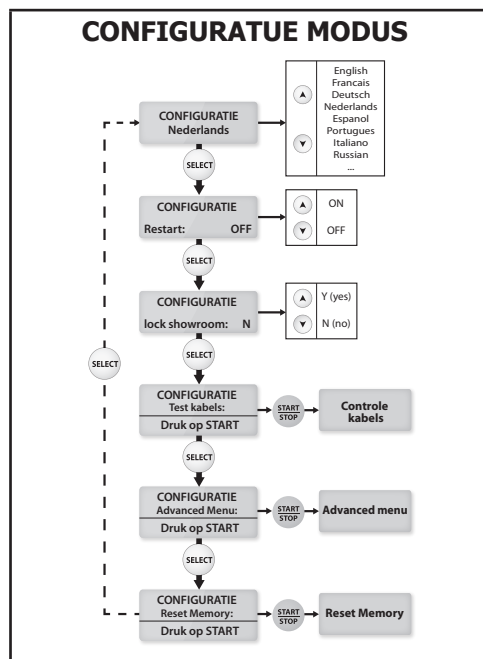 CONFIGURATUE MODUS
CONFIGURATIE
Nederlands
English
Francais
Deutsch
Nederlands
Espanol
Portugues
Italiano
Russian
...
SELECT
CONFIGURATIE
Restart: OFF
ON
OFF
SELECT
CONFIGURATIE
lock showroom: N
Y (yes)
N (no)
SELECT
SELECT
CONFIGURATIE
Test kabels:
Druk op START
START
STOP
Controle
kabels
SELECT
CONFIGURATIE
Advanced Menu:
Druk op START
START
STOP
Advanced menu
SELECT
CONFIGURATIE
Reset Memory:
Druk op START
START
STOP
Reset Memory